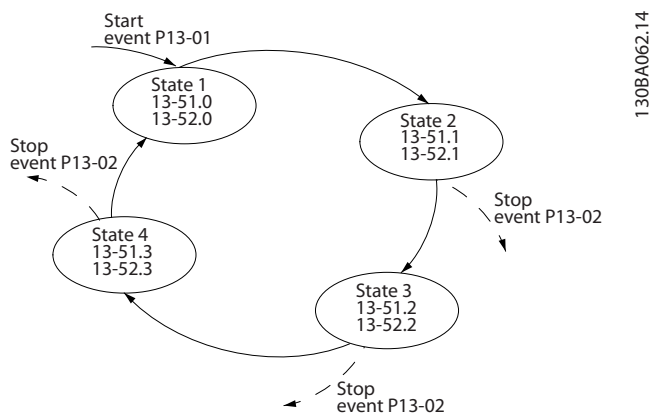 Start
event P13-01
State 1
13-51.0
13-52.0
State 2
13-51.1
13-52.1
Stop
event P13-02
Stop
event P13-02
State 4
13-51.3
13-52.3
State 3
13-51.2
13-52.2
Stop
event P13-02
130BA062.14